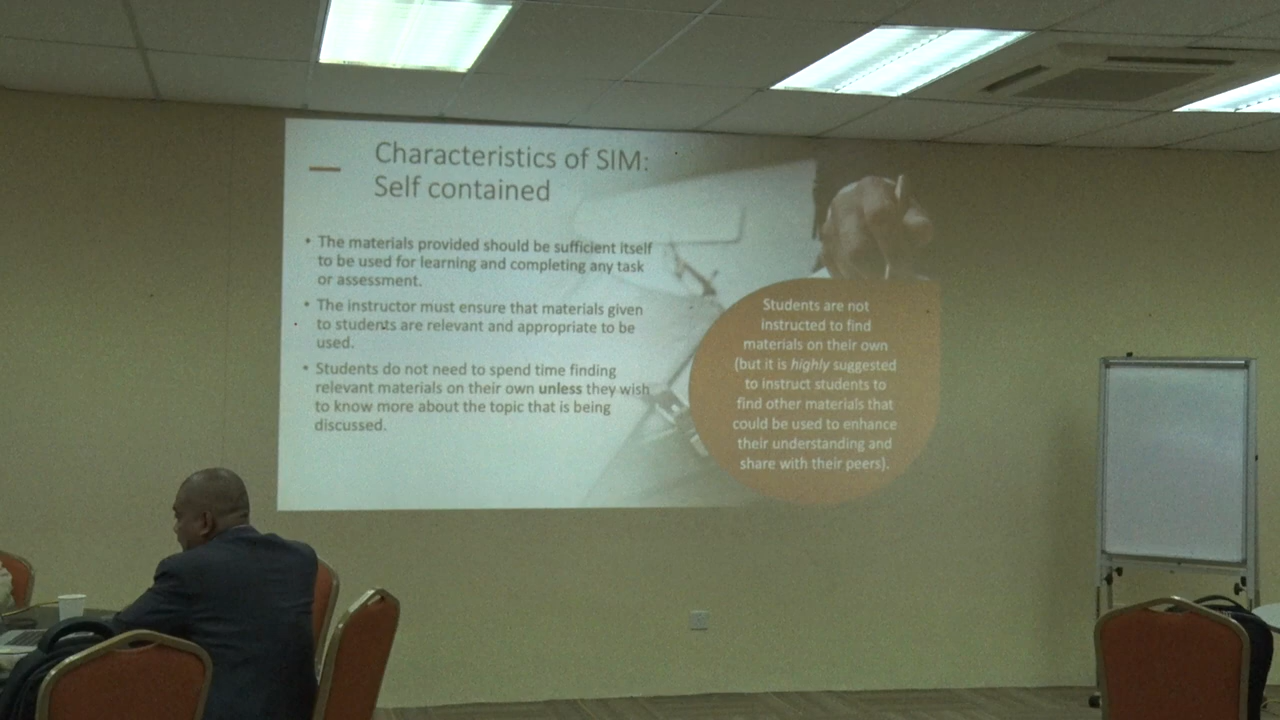 Characteristics of SIM:
Self contained
• The materials provided should be sufficient itself
to be used for learning and completing any task
or assessment.
• The instructor must ensure that materials given
to students are relevant and appropriate to be
used.
• Students do not need to spend time finding
relevant materials on their own unless they wish
to know more about the topic that is being
discussed.
Students are not
instructed to find
materials on their own
(but it is highly suggested
to instruct students to
find other materials that
could be used to enhance
their understanding and
share with their peers).